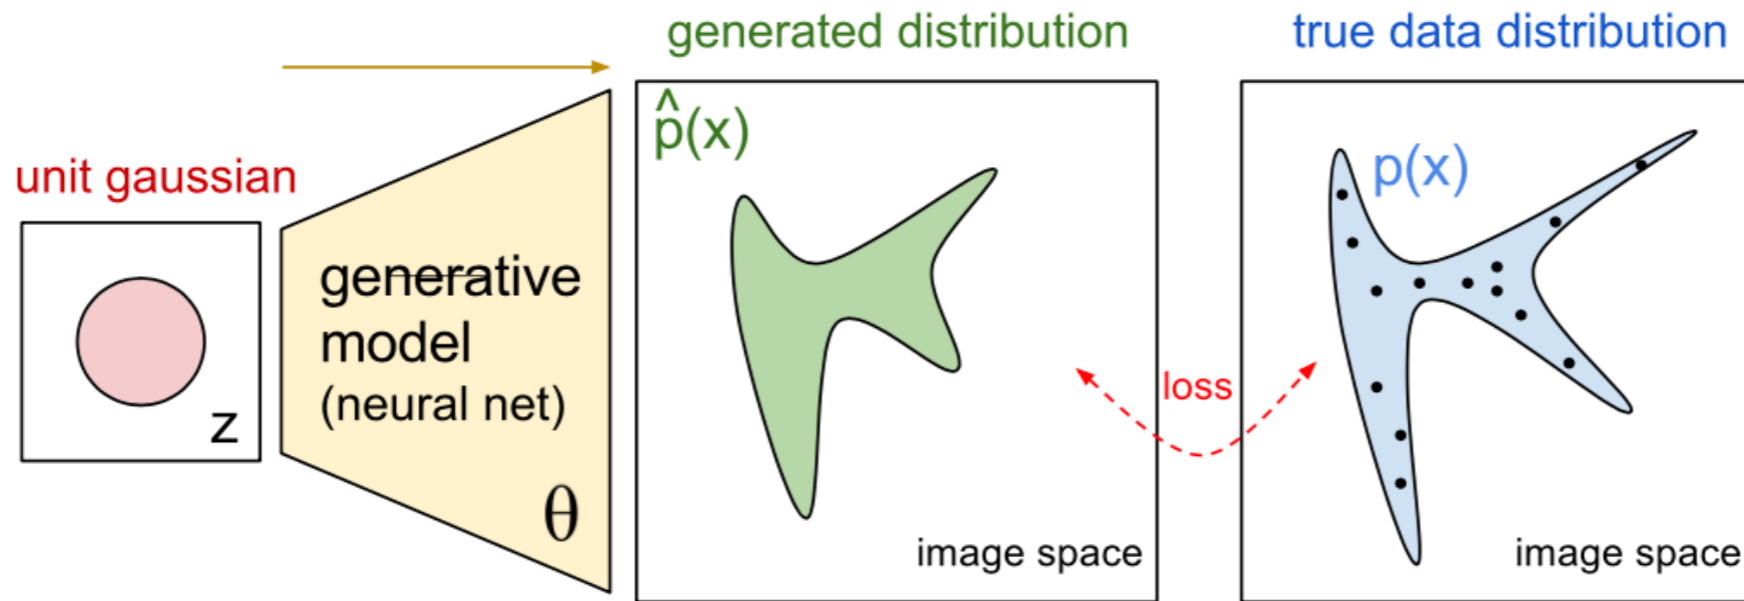 generated distribution
true data distribution
unit gaussian
z
generative
model
(neural net)
θ
p̂(x)
image space
loss
p(x)
image space